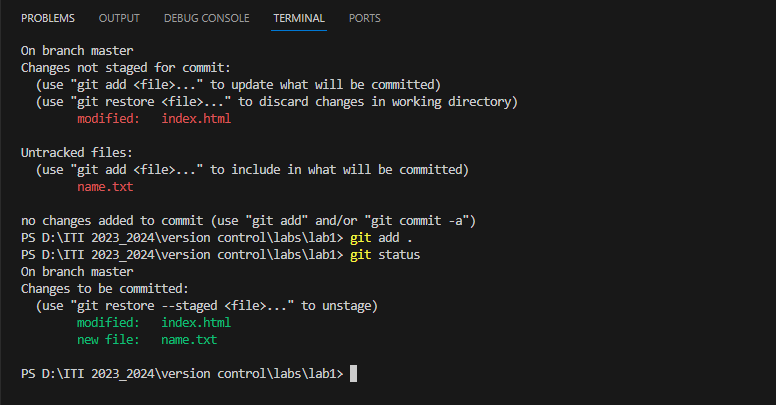 PROBLEMS OUTPUT DEBUG CONSOLE TERMINAL PORTS
On branch master
Changes not staged for commit:
  (use "git add <file>..." to update what will be committed)
  (use "git restore <file>..." to discard changes in working directory)
        modified:   index.html

Untracked files:
  (use "git add <file>..." to include in what will be committed)
        name.txt

no changes added to commit (use "git add" and/or "git commit -a")
PS D:\ITI 2023_2024\version control\labs\lab1> git add .
PS D:\ITI 2023_2024\version control\labs\lab1> git status
On branch master
Changes to be committed:
  (use "git restore --staged <file>..." to unstage)
        modified:   index.html
        new file:   name.txt

PS D:\ITI 2023_2024\version control\labs\lab1>